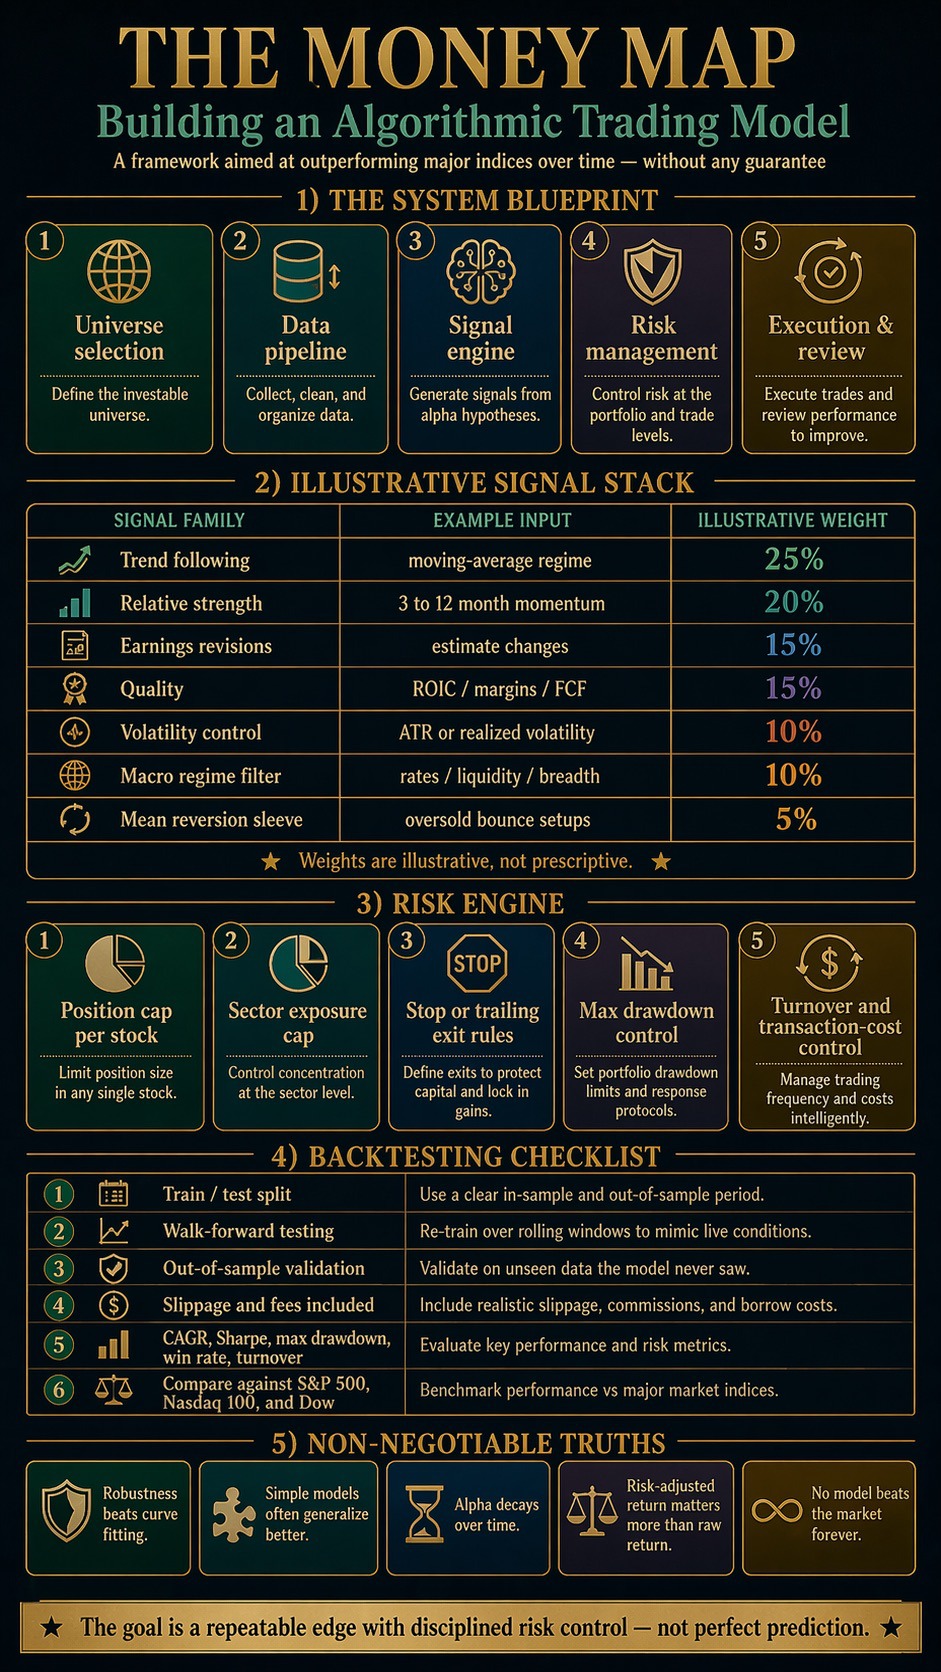 THE MONEY MAP
Building an Algorithmic Trading Model
A framework aimed at outperforming major indices over time — without any guarantee
1) THE SYSTEM BLUEPRINT
1
Universe
selection
Define the investable
universe.
2
Data
pipeline
Collect, clean, and
organize data.
3
Signal
engine
Generate signals from
alpha hypotheses.
4
Risk
management
Control risk at the
portfolio and trade
levels.
5
Execution &
review
Execute trades and
review performance
to improve.
2) ILLUSTRATIVE SIGNAL STACK
SIGNAL FAMILY EXAMPLE INPUT ILLUSTRATIVE WEIGHT
Trend following moving-average regime 25%
Relative strength 3 to 12 month momentum 20%
Earnings revisions estimate changes 15%
Quality ROIC / margins / FCF 15%
Volatility control ATR or realized volatility 10%
Macro regime filter rates / liquidity / breadth 10%
Mean reversion sleeve oversold bounce setups 5%
★ Weights are illustrative, not prescriptive. ★
3) RISK ENGINE
1
Position cap
per stock
Limit position size
in any single stock.
2
Sector exposure
cap
Control concentration
at the sector level.
3
STOP
Stop or trailing
exit rules
Define exits to protect
capital and lock in
gains.
4
Max drawdown
control
Set portfolio drawdown
limits and response
protocols.
5
$
Turnover and
transaction-cost
control
Manage trading
frequency and costs
intelligently.
4) BACKTESTING CHECKLIST
1 Train / test split Use a clear in-sample and out-of-sample period.
2 Walk-forward testing Re-train over rolling windows to mimic live conditions.
3 Out-of-sample validation Validate on unseen data the model never saw.
4 $ Slippage and fees included Include realistic slippage, commissions, and borrow costs.
5 CAGR, Sharpe, max drawdown,
win rate, turnover
Evaluate key performance and risk metrics.
6 Compare against S&P 500,
Nasdaq 100, and Dow
Benchmark performance vs major market indices.
5) NON-NEGOTIABLE TRUTHS
Robustness
beats curve
fitting.
Simple models
often generalize
better.
Alpha decays
over time.
Risk-adjusted
return matters
more than raw
return.
No model beats
the market
forever.
★ The goal is a repeatable edge with disciplined risk control — not perfect prediction. ★